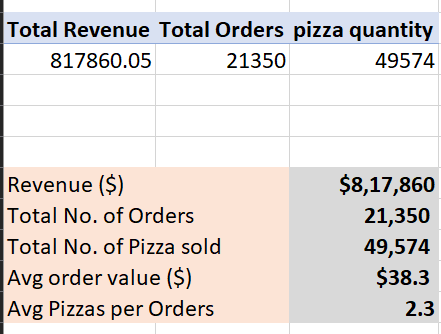 Total Revenue Total Orders pizza quantity
817860.05 21350 49574
Revenue ($) $8,17,860
Total No. of Orders 21,350
Total No. of Pizza sold 49,574
Avg order value ($) $38.3
Avg Pizzas per Orders 2.3